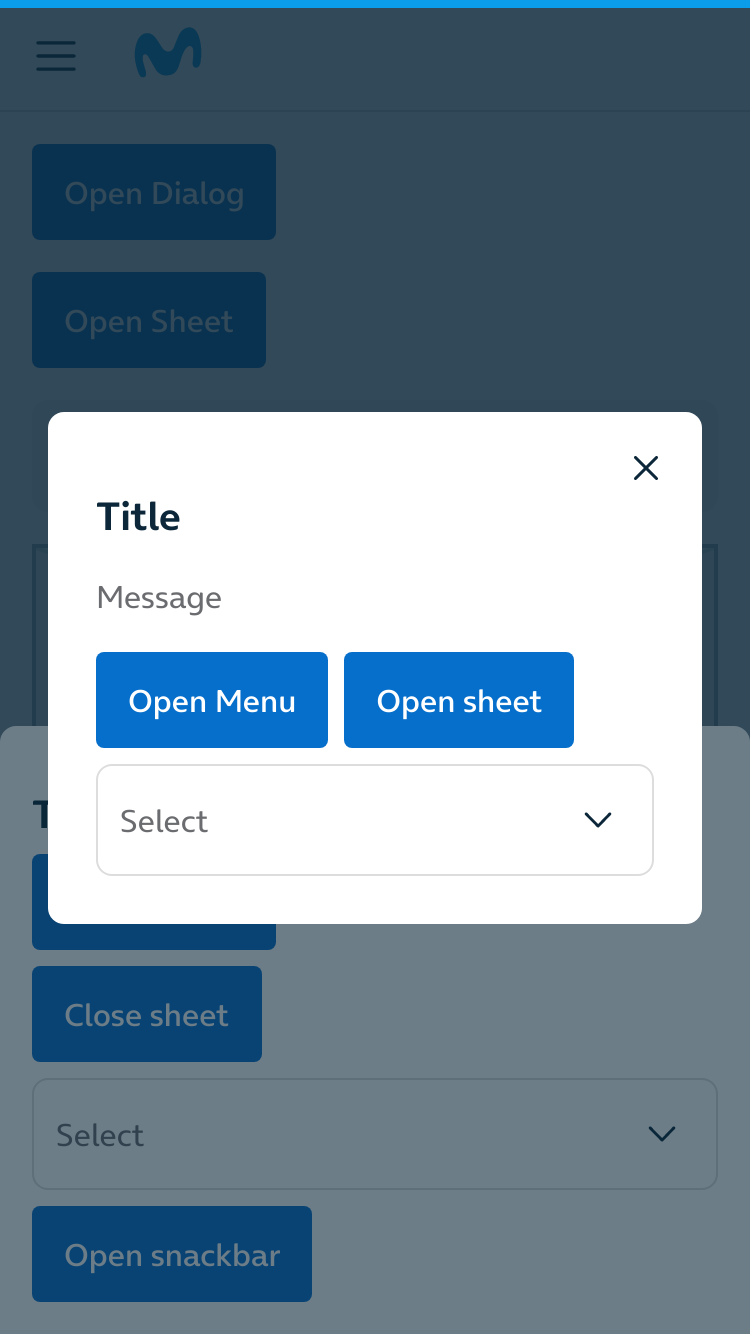 Open Dialog
Open Sheet
Title
Message
Open Menu
Open sheet
Select
Close sheet
Select
Open snackbar